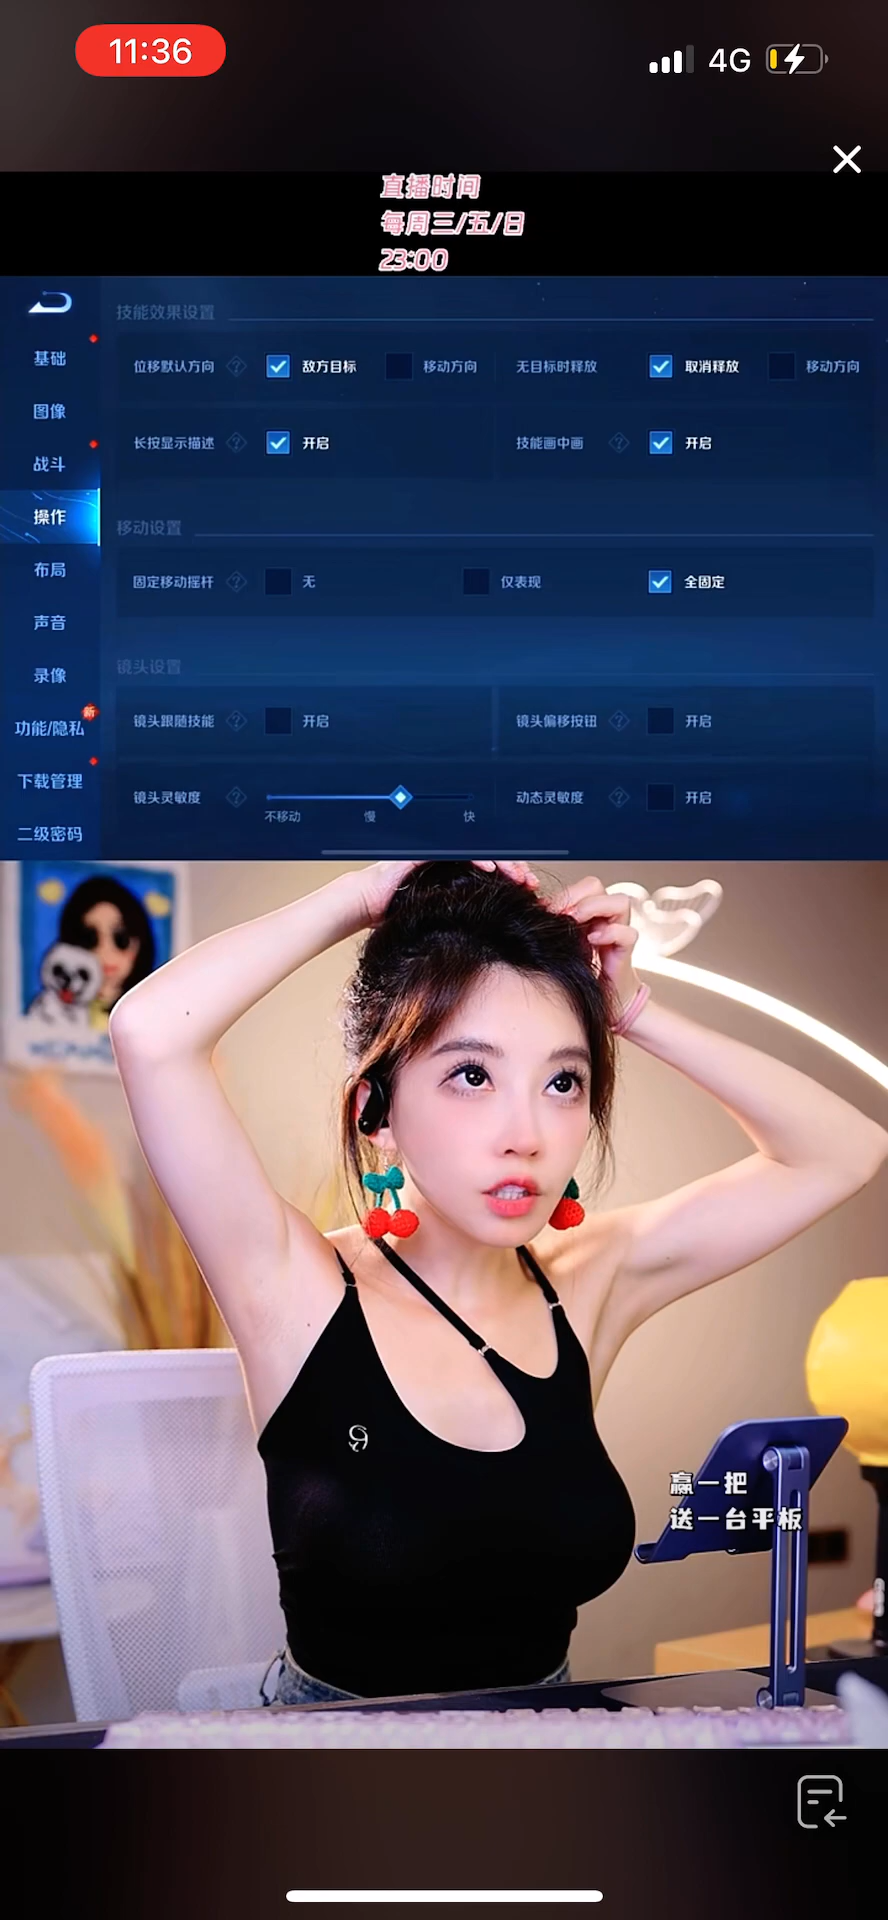 11:36
4G
直播时间
每周三/五/日
23:00
技能效果设置
基础
位移默认方向 ? 敌方目标 移动方向 无目标时释放 取消释放 移动方向
图像
长按显示描述 ? 开启 技能画中画 ? 开启
战斗
操作
移动设置
布局
固定移动摇杆 ? 无 仅表现 全固定
声音
镜头设置
录像
新
功能/隐私
镜头跟随技能 ? 开启 镜头偏移按钮 ? 开启
下载管理
镜头灵敏度 ? 动态灵敏度 ? 开启
不移动 慢 快
二级密码
赢一把
送一台平板